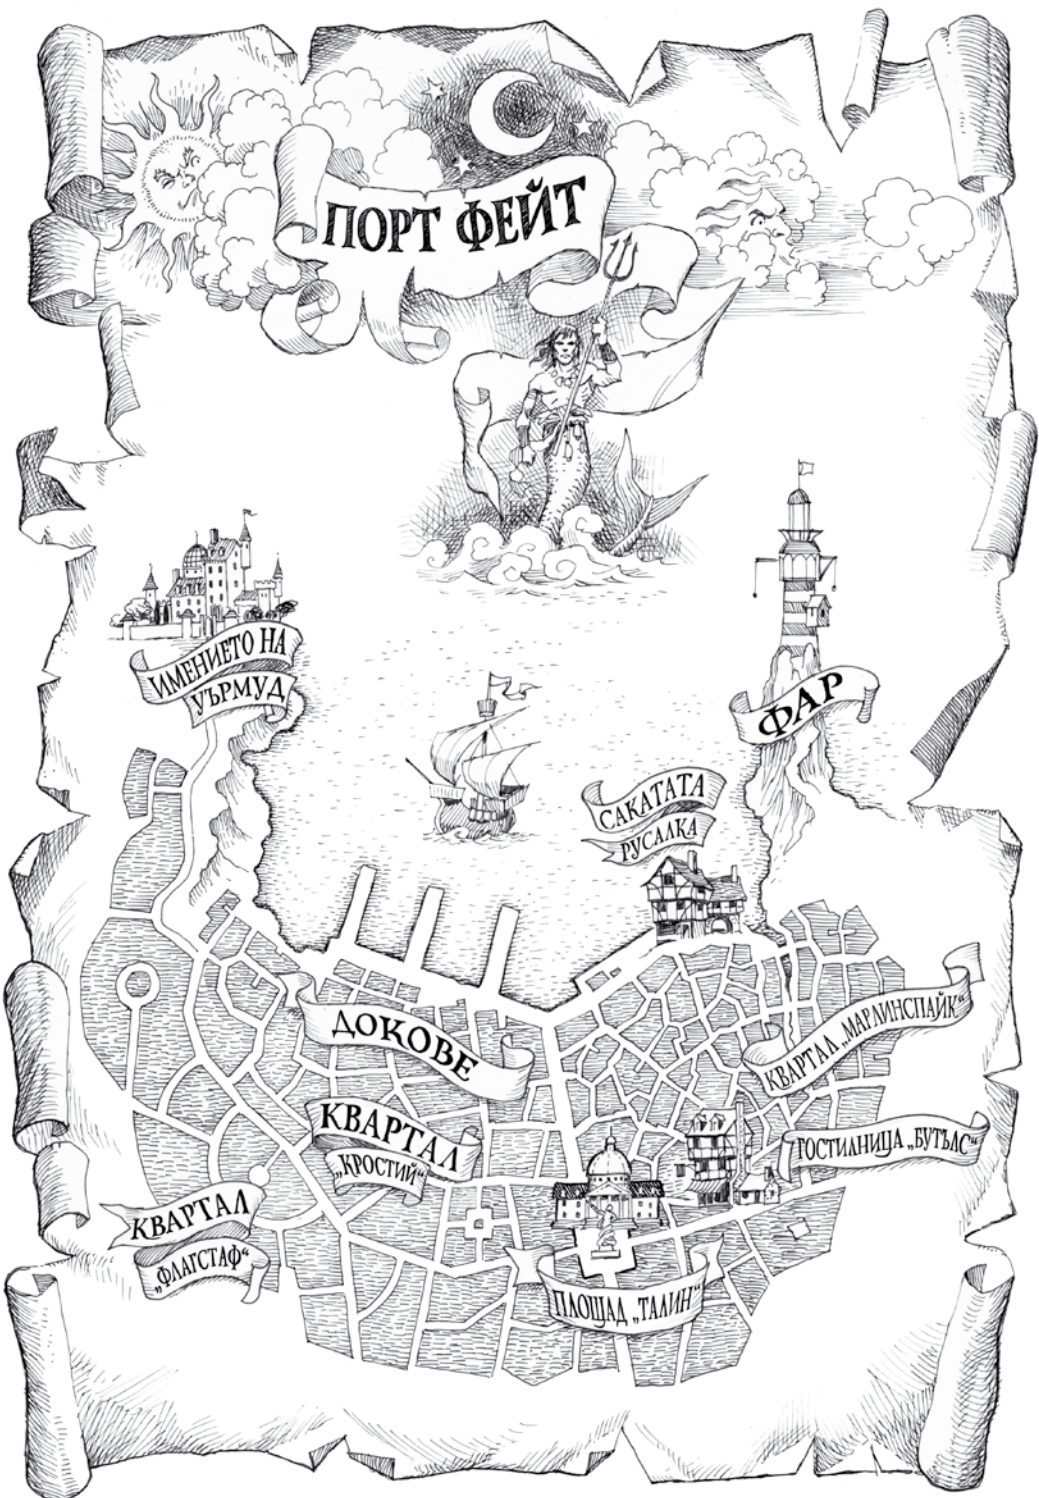 ПОРТ ФЕЙТ
ИМЕНИЕТО НА
УЪРМУД
ФАР
САКАТАТА
РУСАЛКА
ДОКОВЕ
КВАРТАЛ „МАРЛИНСПАЙК“
КВАРТАЛ
„КРОСТИЙ“
ГОСТИЛНИЦА „БУТЪЛС“
КВАРТАЛ
„ФЛАГСТАФ“
ПЛОЩАД „ТАЛИН“